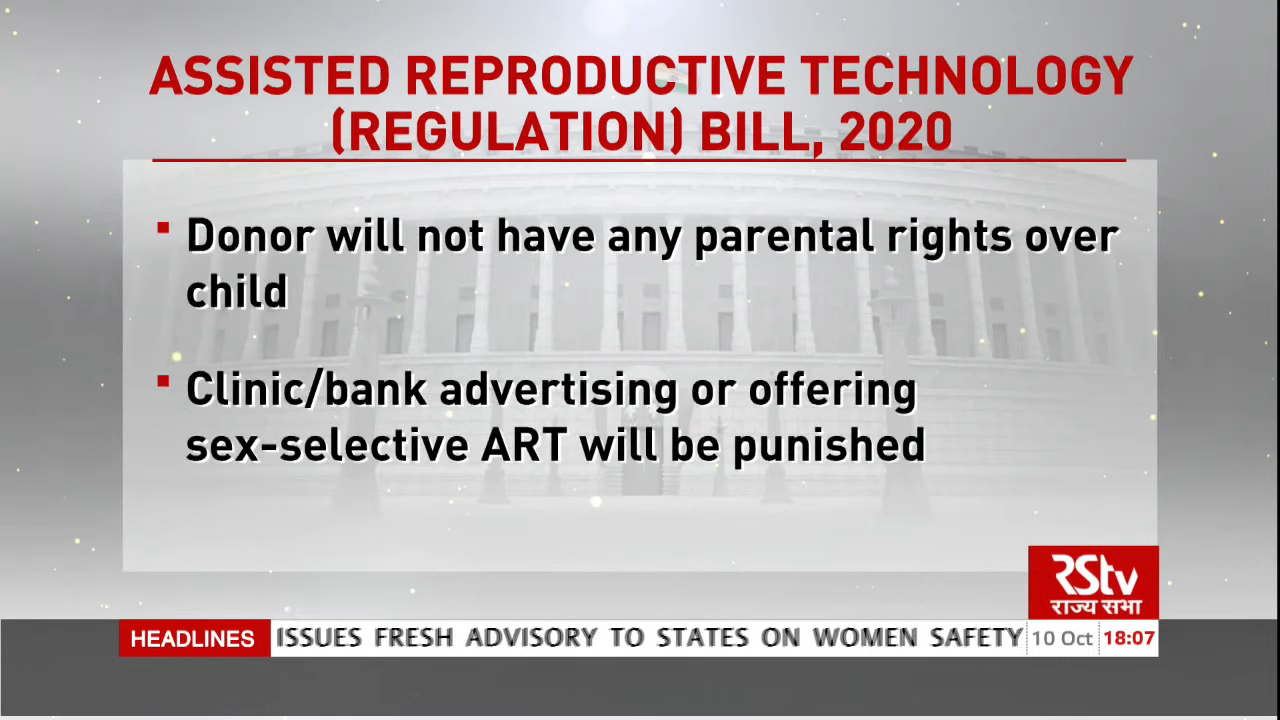 ASSISTED REPRODUCTIVE TECHNOLOGY
(REGULATION) BILL, 2020
Donor will not have any parental rights over
child
Clinic/bank advertising or offering
sex-selective ART will be punished
RStv
राज्य सभा
HEADLINES ISSUES FRESH ADVISORY TO STATES ON WOMEN SAFETY 10 Oct 18:07